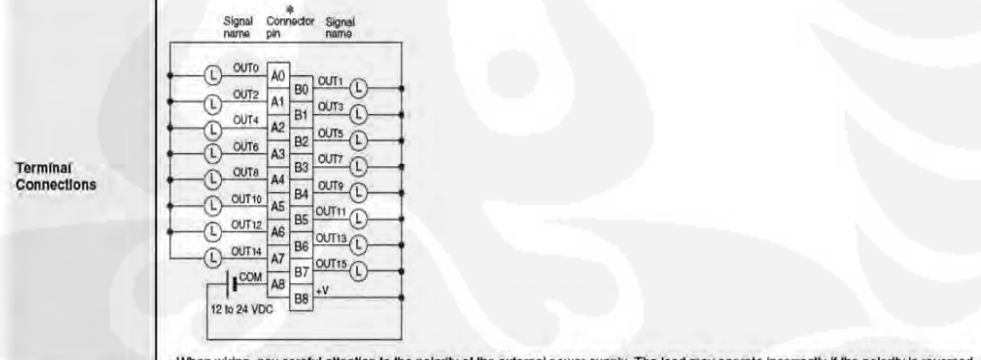 *
Signal name Connector pin Signal name
OUT0 A0
B0 OUT1 L
L OUT2 A1
B1 OUT3 L
L OUT4 A2
B2 OUT5 L
L OUT6 A3
B3 OUT7 L
L OUT8 A4
B4 OUT9 L
L OUT10 A5
B5 OUT11 L
L OUT12 A6
B6 OUT13 L
L OUT14 A7
B7 OUT15 L
COM A8
B8 +V
12 to 24 VDC
Terminal
Connections
When wiring, pay careful attention to the polarity of the external power supply. The load may operate incorrectly if the polarity is reversed.